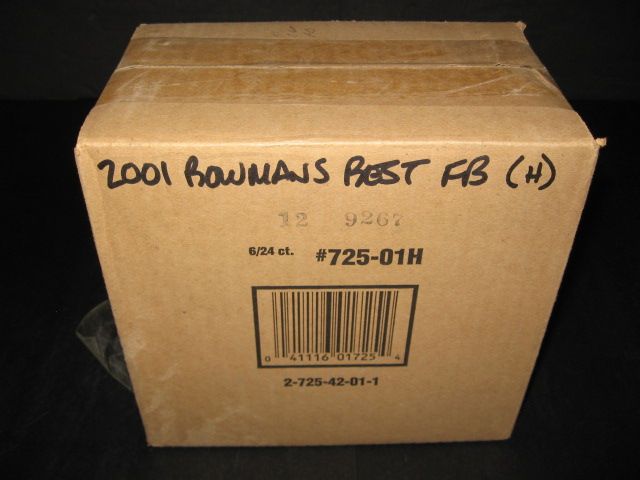 2001 BOWMANS BEST FB (H)
12 9267
6/24 ct. #725-01H
0 41116 01725 4
2-725-42-01-1